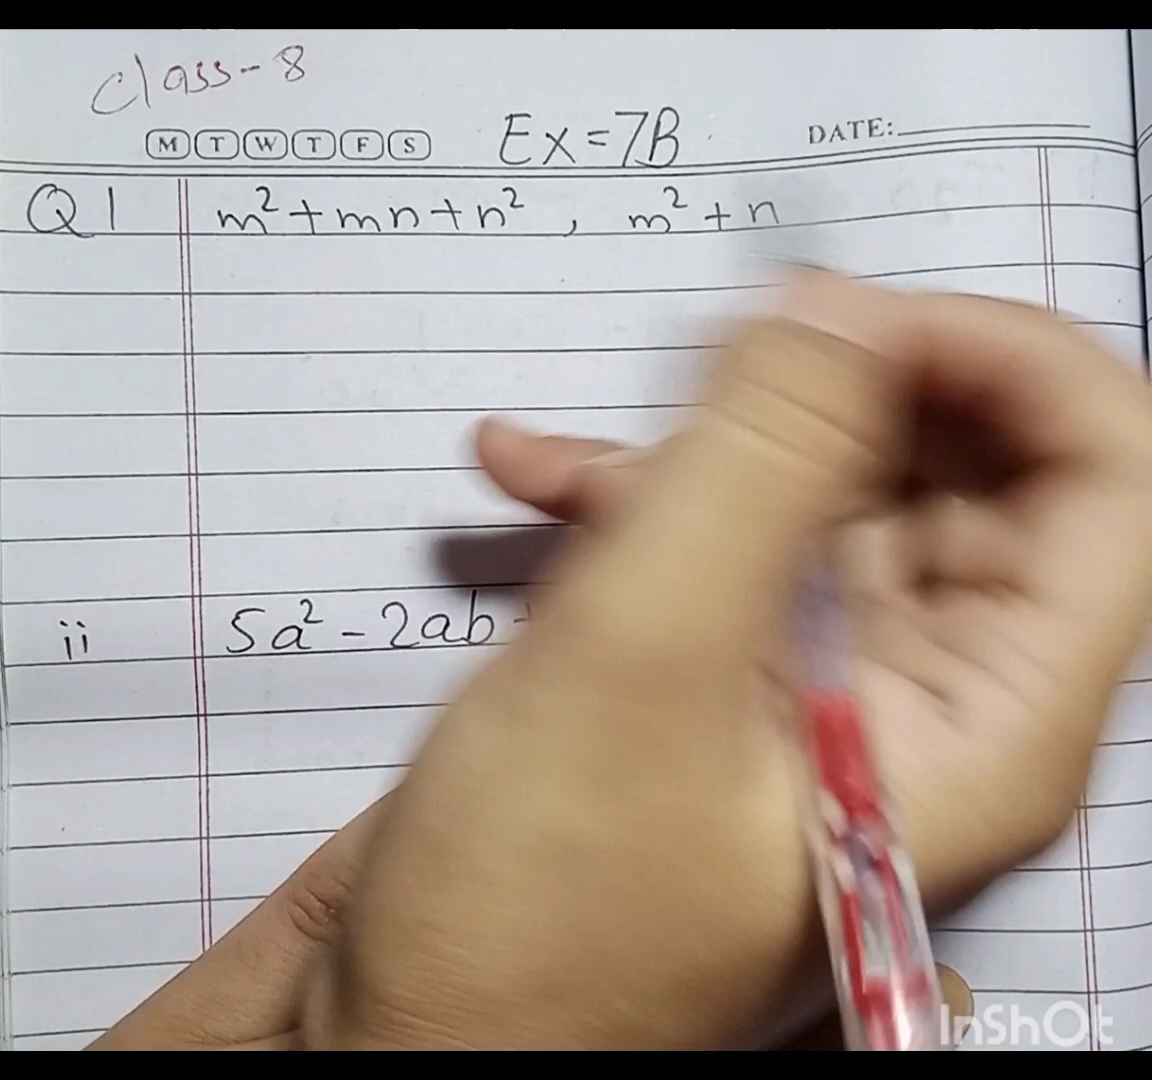 Class-8
M T W T F S Ex=7B DATE:
Q1 m²+mn+n², m²+n
ii 5a²-2ab
InShOt